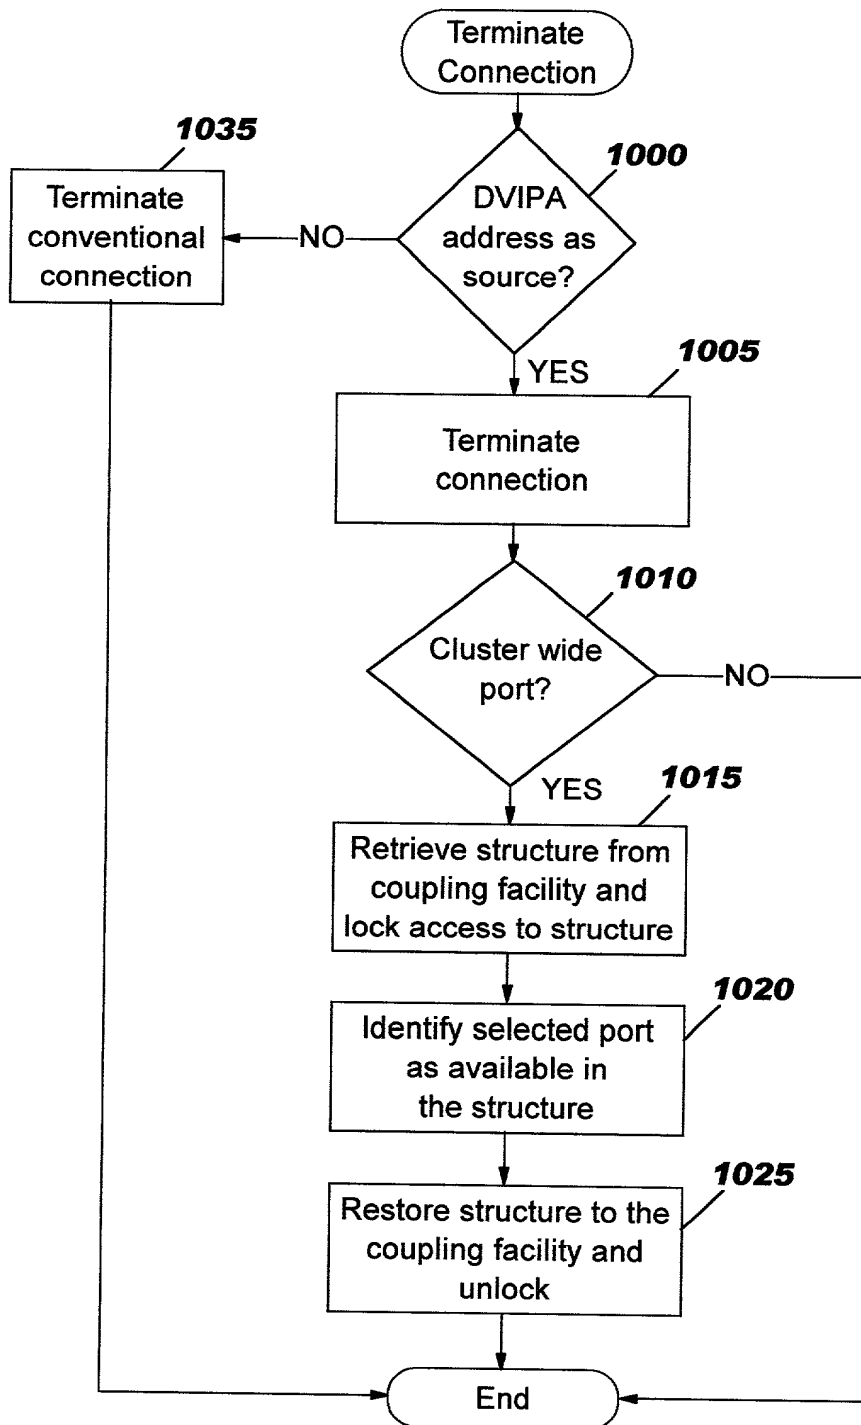 Terminate
Connection
1035
1000
Terminate
conventional
connection
NO
DVIPA
address as
source?
YES
1005
Terminate
connection
1010
Cluster wide
port?
NO
YES
1015
Retrieve structure from
coupling facility and
lock access to structure
1020
Identify selected port
as available in
the structure
1025
Restore structure to the
coupling facility and
unlock
End